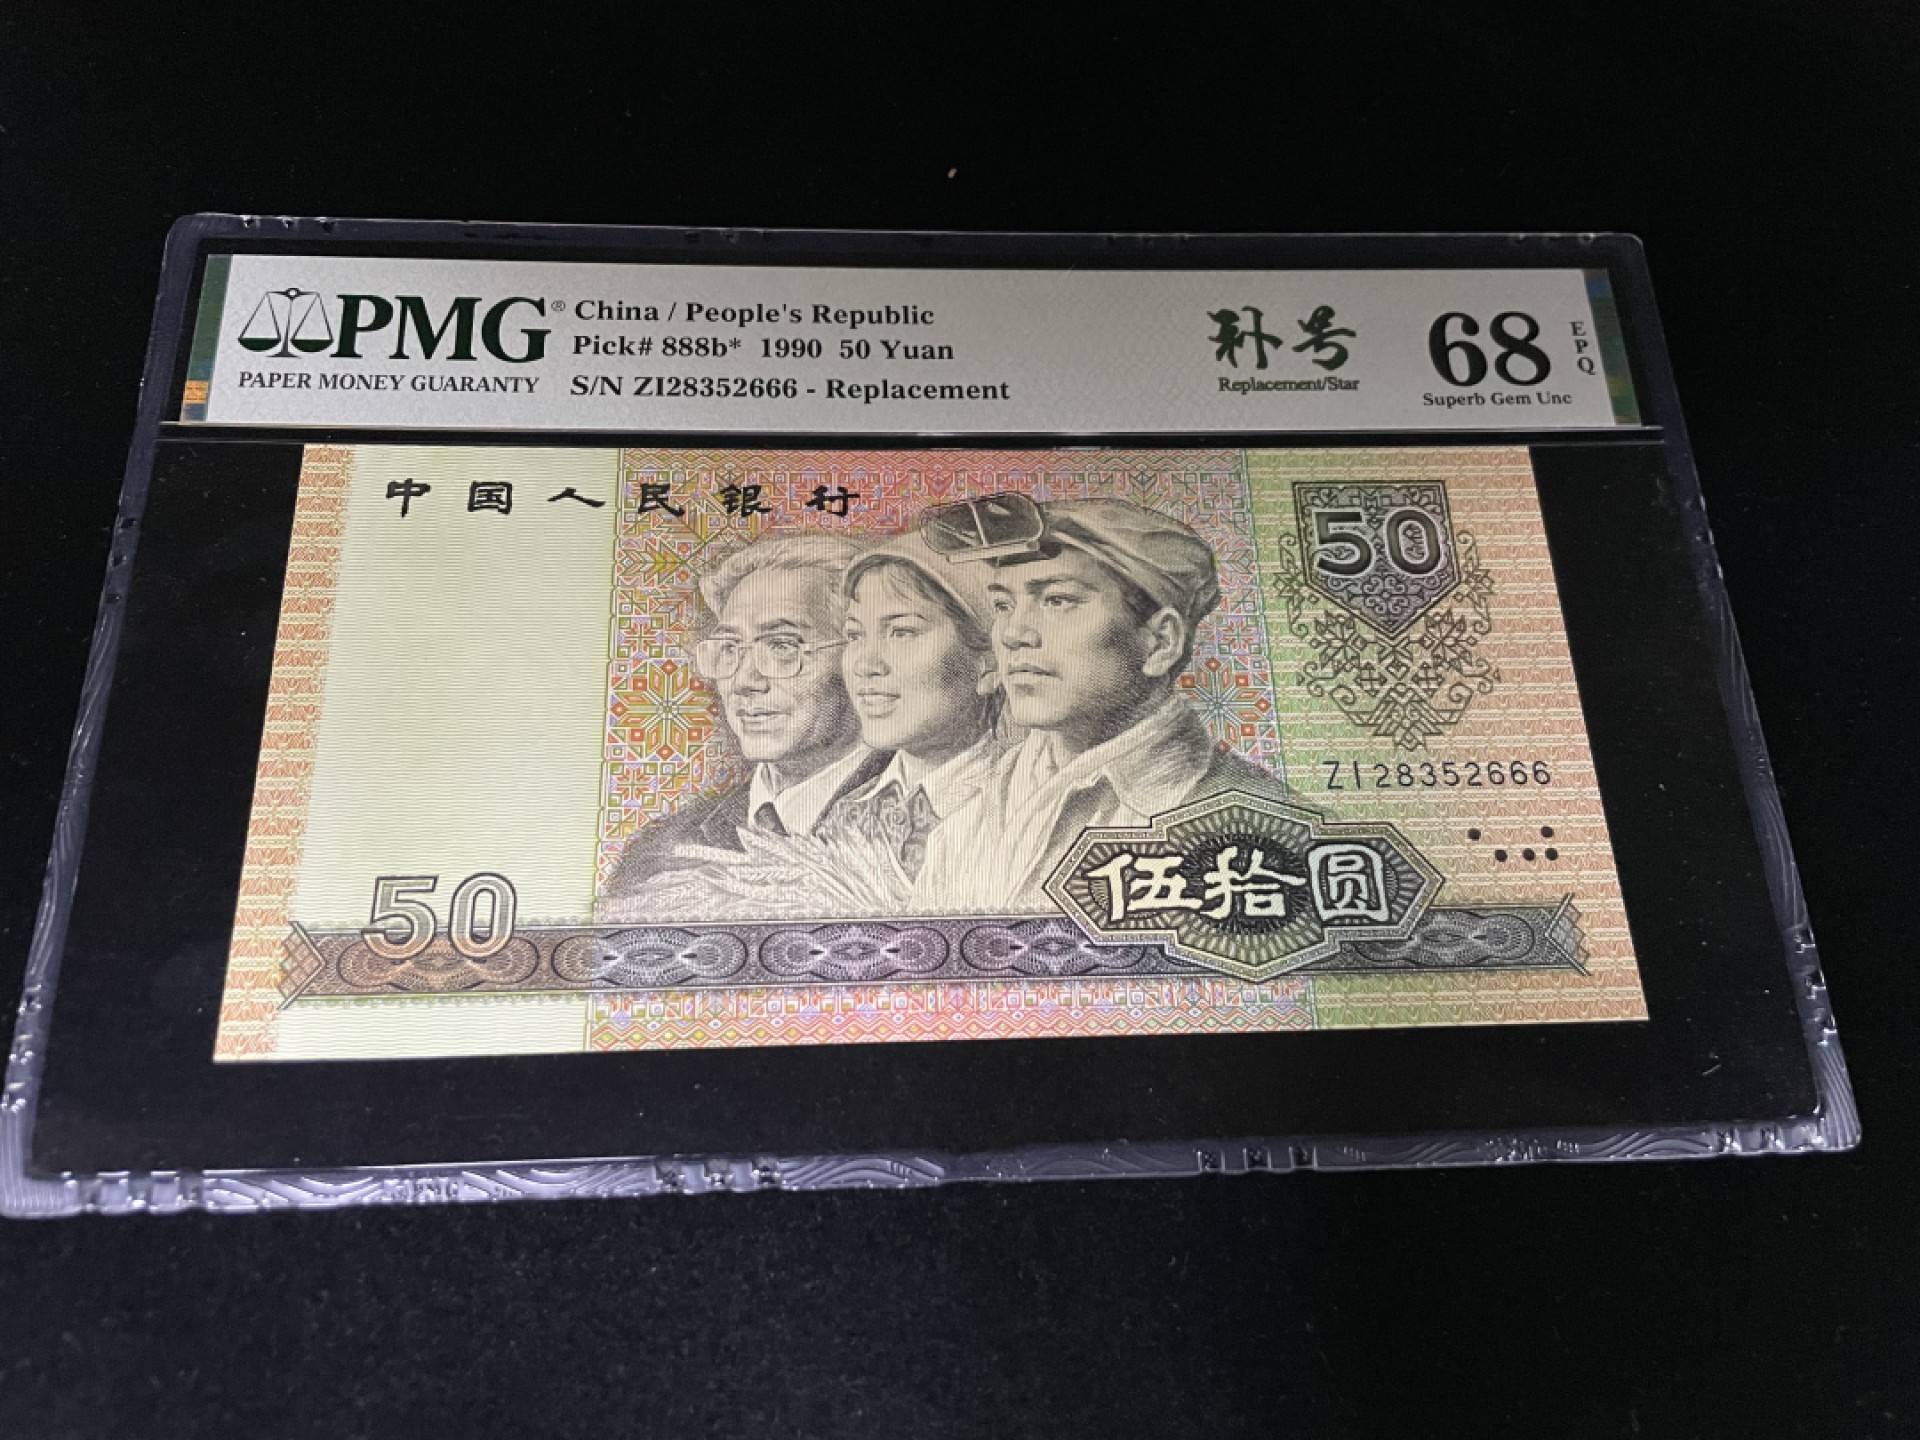 PMG®
PAPER MONEY GUARANTY
China / People's Republic
Pick# 888b* 1990 50 Yuan
S/N ZI28352666 - Replacement
补号
Replacement/Star
68
EPQ
Superb Gem Unc
中国人民银行
50
ZI28352666
伍拾圆
50